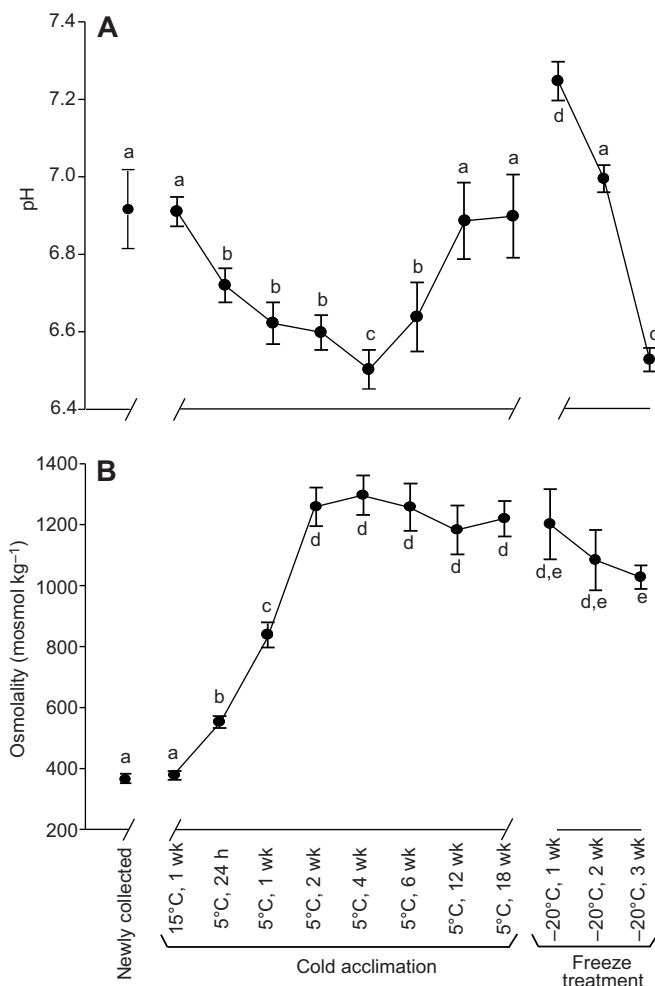 A
7.4
7.2
7.0
6.8
6.6
6.4
pH
a
a
b
b
b
c
b
a
a
d
a
c
B
1400
1200
1000
800
600
400
200
Osmolality (mosmol kg–1)
a
a
b
c
d
d
d
d
d
d,e
d,e
e
Newly collected
15°C, 1 wk
5°C, 24 h
5°C, 1 wk
5°C, 2 wk
5°C, 4 wk
5°C, 6 wk
5°C, 12 wk
5°C, 18 wk
–20°C, 1 wk
–20°C, 2 wk
–20°C, 3 wk
Cold acclimation
Freeze
treatment